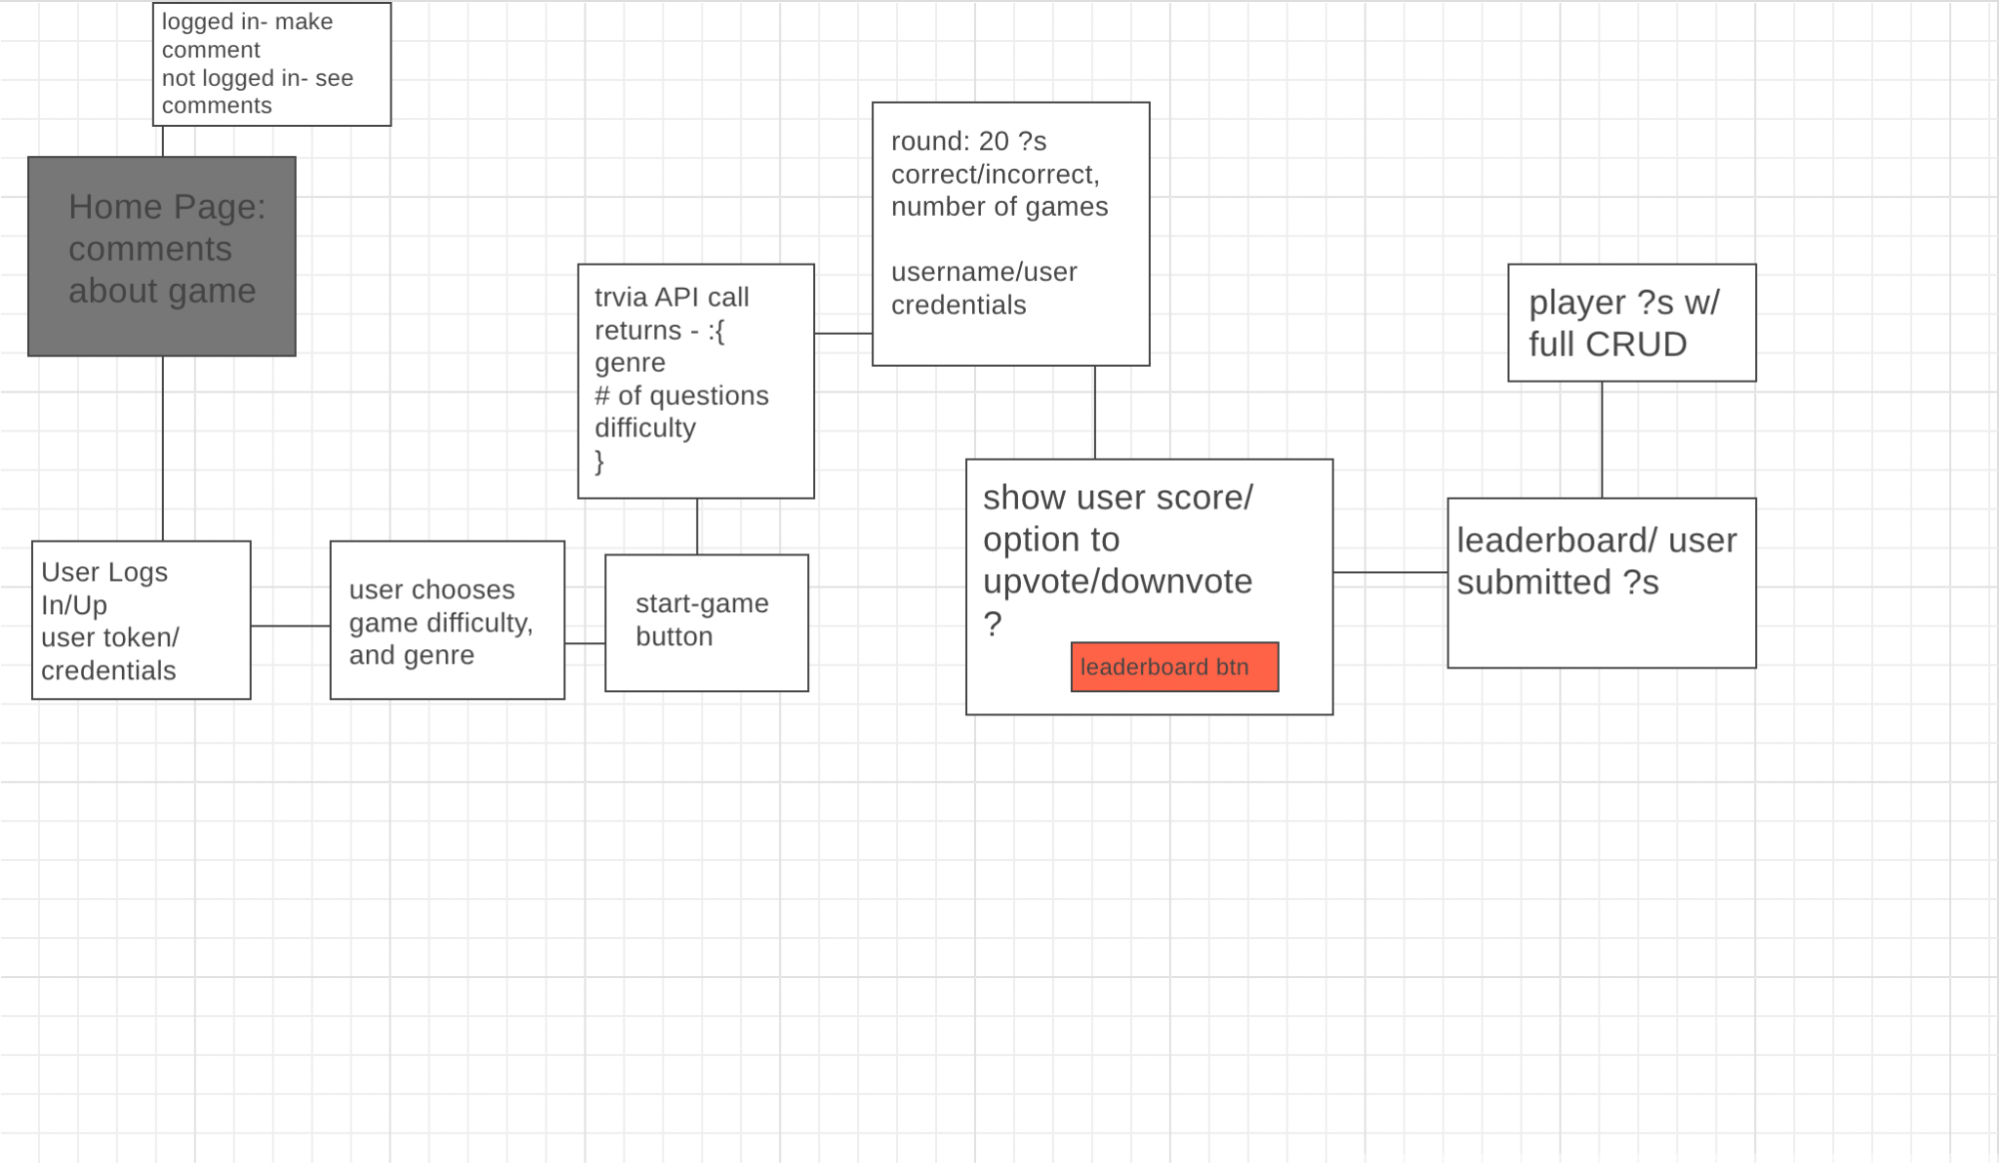 logged in- make
comment
not logged in- see
comments
Home Page:
comments
about game
User Logs
In/Up
user token/
credentials
user chooses
game difficulty,
and genre
start-game
button
trvia API call
returns - :{
genre
# of questions
difficulty
}
round: 20 ?s
correct/incorrect,
number of games
username/user
credentials
show user score/
option to
upvote/downvote
?
leaderboard btn
leaderboard/ user
submitted ?s
player ?s w/
full CRUD